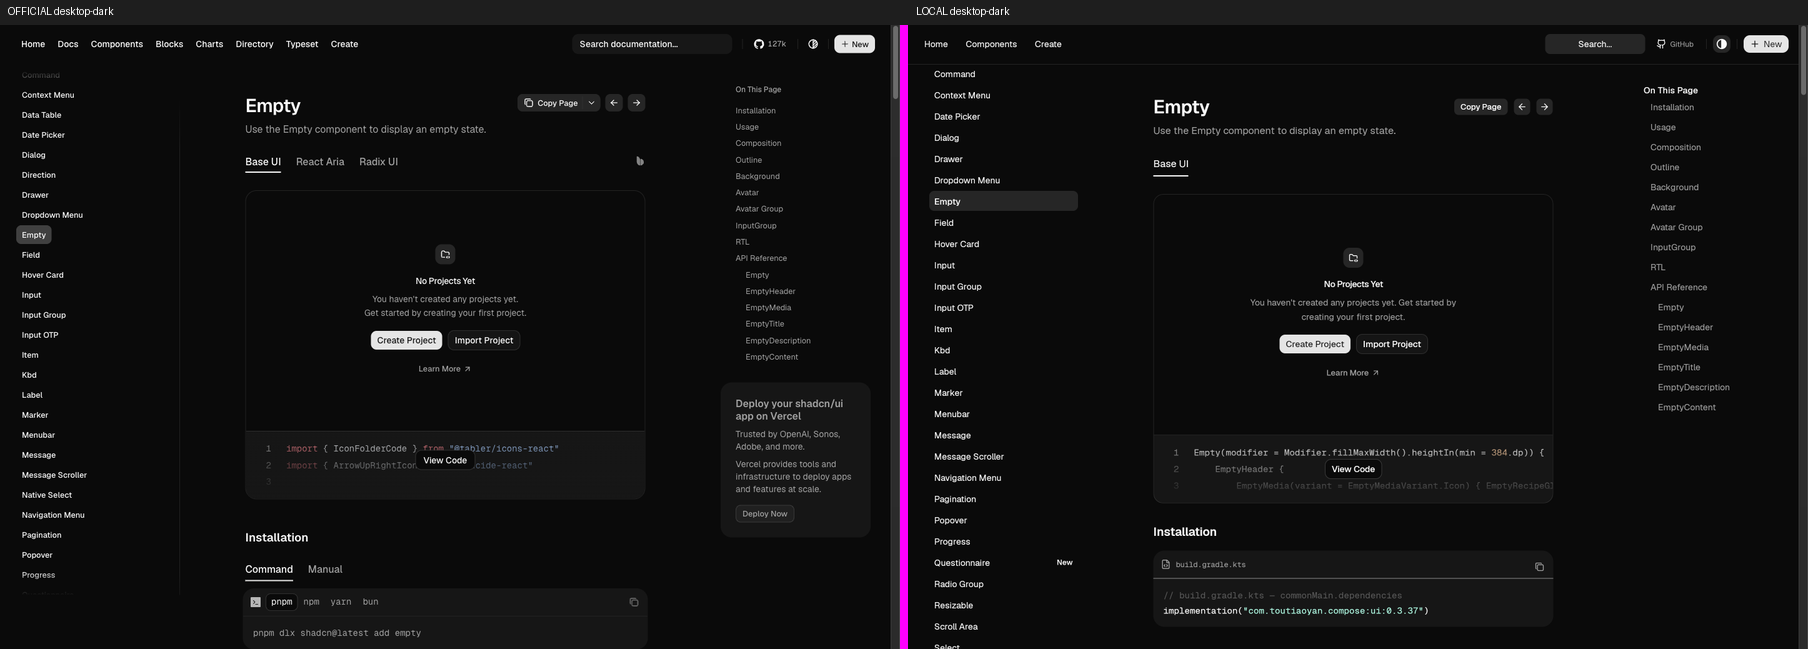 OFFICIAL desktop-dark
Home Docs Components Blocks Charts Directory Typeset Create
Search documentation...
127k
+ New
Command
Context Menu
Data Table
Date Picker
Dialog
Direction
Drawer
Dropdown Menu
Empty
Field
Hover Card
Input
Input Group
Input OTP
Item
Kbd
Label
Marker
Menubar
Message
Message Scroller
Native Select
Navigation Menu
Pagination
Popover
Progress
Empty
Copy Page
Use the Empty component to display an empty state.
Base UI React Aria Radix UI
No Projects Yet
You haven't created any projects yet.
Get started by creating your first project.
Create Project Import Project
Learn More
1 import { IconFolderCode } from "@tabler/icons-react"
2 import { ArrowUpRightIcon
View Code
3
Installation
Command Manual
pnpm npm yarn bun
pnpm dlx shadcn@latest add empty
On This Page
Installation
Usage
Composition
Outline
Background
Avatar
Avatar Group
InputGroup
RTL
API Reference
Empty
EmptyHeader
EmptyMedia
EmptyTitle
EmptyDescription
EmptyContent
Deploy your shadcn/ui
app on Vercel
Trusted by OpenAI, Sonos,
Adobe, and more.
Vercel provides tools and
infrastructure to deploy apps
and features at scale.
Deploy Now
LOCAL desktop-dark
Home Components Create
Search...
GitHub
+ New
Command
Context Menu
Date Picker
Dialog
Drawer
Dropdown Menu
Empty
Field
Hover Card
Input
Input Group
Input OTP
Item
Kbd
Label
Marker
Menubar
Message
Message Scroller
Navigation Menu
Pagination
Popover
Progress
Questionnaire New
Radio Group
Resizable
Scroll Area
Select
Empty
Copy Page
Use the Empty component to display an empty state.
Base UI
No Projects Yet
You haven't created any projects yet. Get started by
creating your first project.
Create Project Import Project
Learn More
1 Empty(modifier = Modifier.fillMaxWidth().heightIn(min = 384.dp)) {
2 EmptyHeader {
View Code
3 EmptyMedia(variant = EmptyMediaVariant.Icon) {
Installation
build.gradle.kts
// build.gradle.kts — commonMain.dependencies
implementation("com.toutiaoyan.compose:ui:0.3.37")
On This Page
Installation
Usage
Composition
Outline
Background
Avatar
Avatar Group
InputGroup
RTL
API Reference
Empty
EmptyHeader
EmptyMedia
EmptyTitle
EmptyDescription
EmptyContent